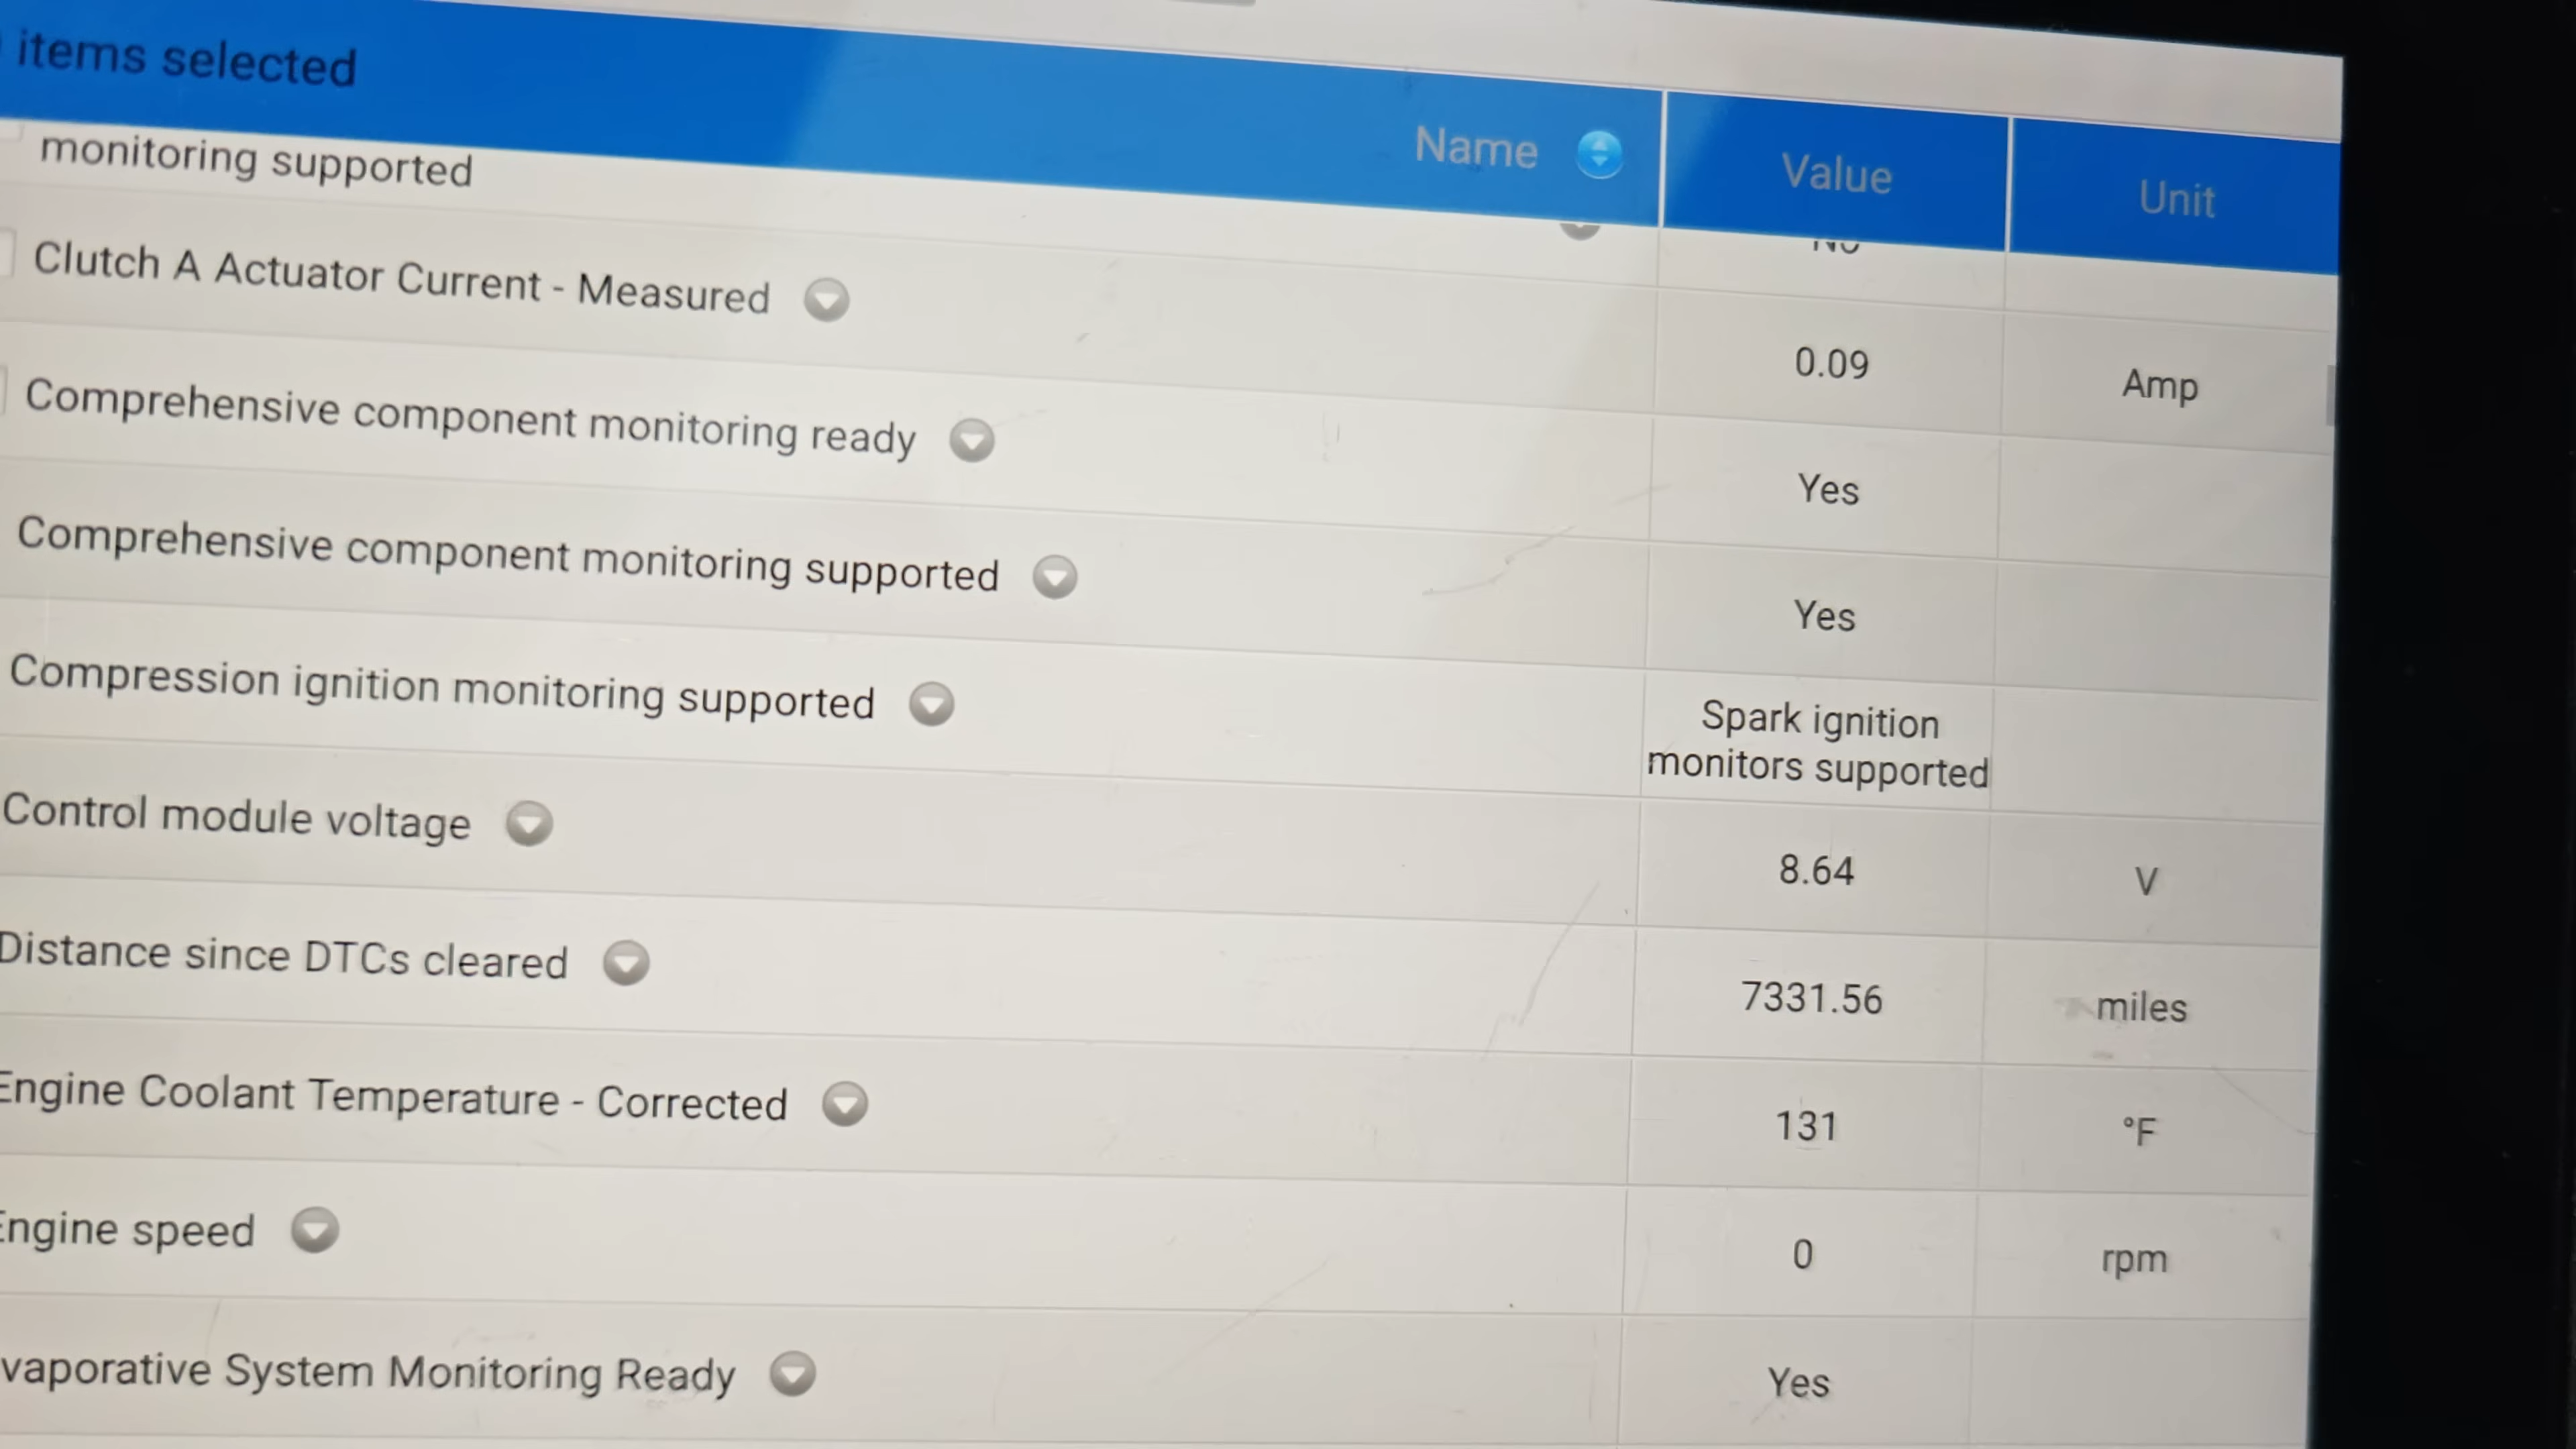 items selected
Name
Value
Unit
monitoring supported
No
Clutch A Actuator Current - Measured
0.09
Amp
Comprehensive component monitoring ready
Yes
Comprehensive component monitoring supported
Yes
Compression ignition monitoring supported
Spark ignition
monitors supported
Control module voltage
8.64
V
Distance since DTCs cleared
7331.56
miles
Engine Coolant Temperature - Corrected
131
°F
Engine speed
0
rpm
vaporative System Monitoring Ready
Yes